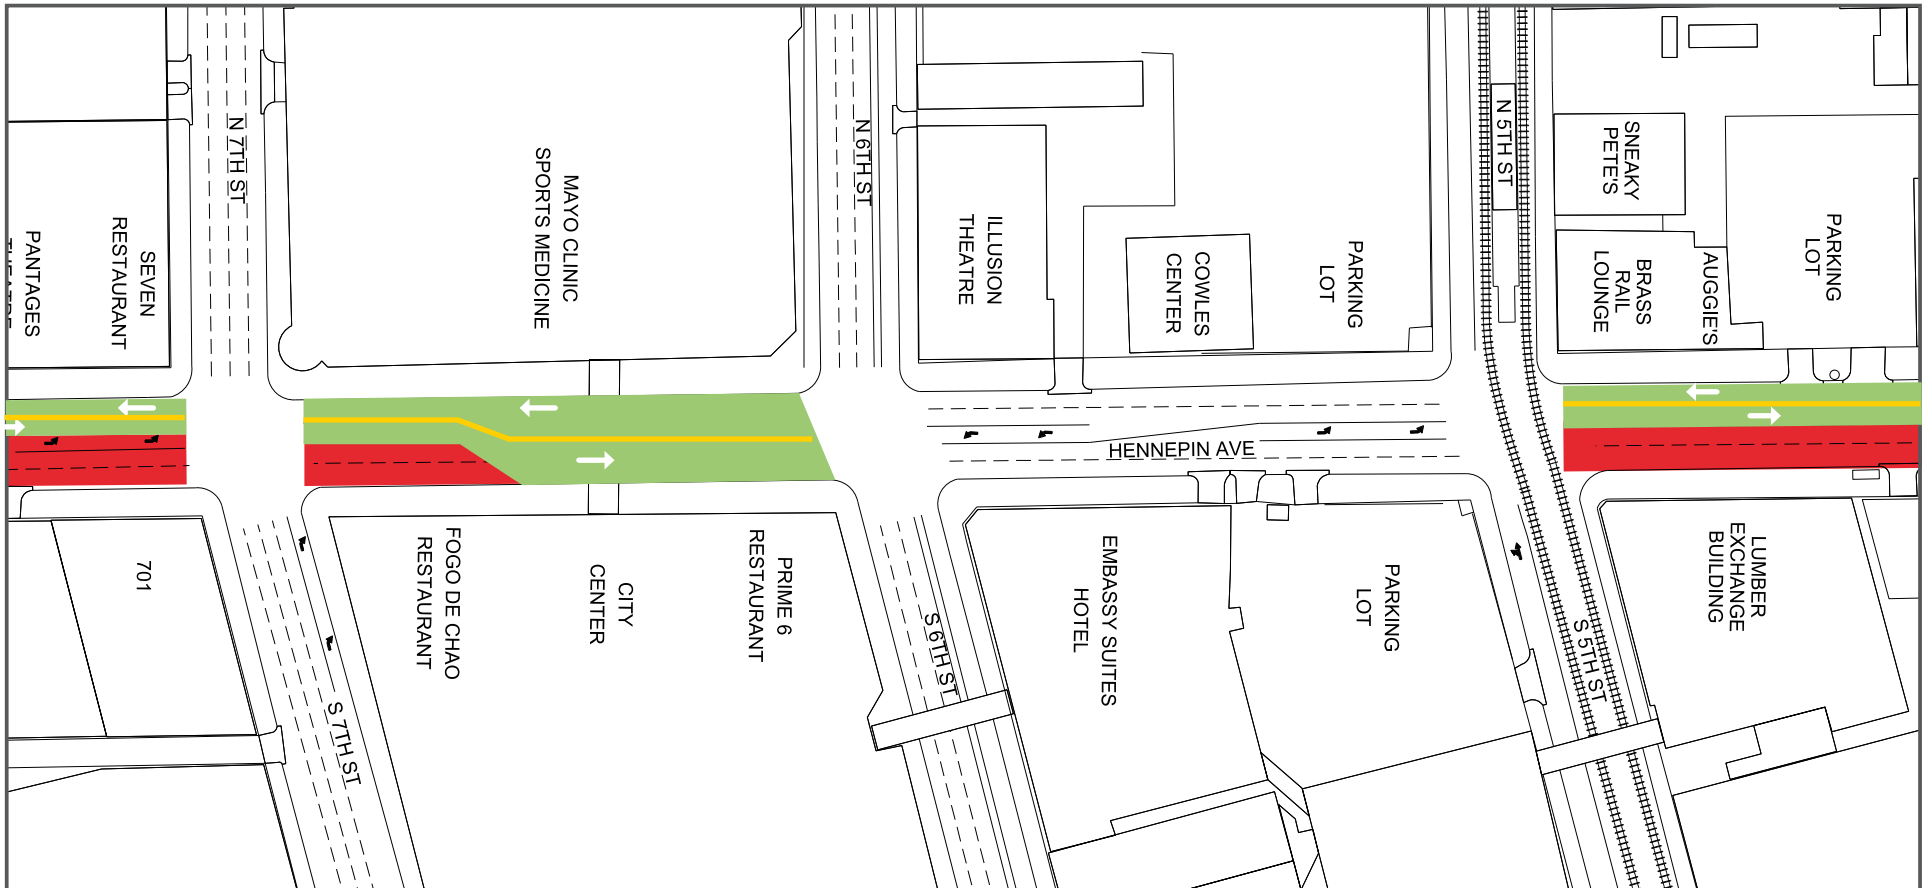 N 7TH ST
N 6TH ST
N 5TH ST
PANTAGES
SEVEN
RESTAURANT
MAYO CLINIC
SPORTS MEDICINE
ILLUSION
THEATRE
COWLES
CENTER
PARKING
LOT
SNEAKY
PETE'S
BRASS
RAIL
LOUNGE
AUGGIE'S
PARKING
LOT
HENNEPIN AVE
701
S 7TH ST
FOGO DE CHAO
RESTAURANT
CITY
CENTER
PRIME 6
RESTAURANT
S 6TH ST
EMBASSY SUITES
HOTEL
PARKING
LOT
S 5TH ST
LUMBER
EXCHANGE
BUILDING